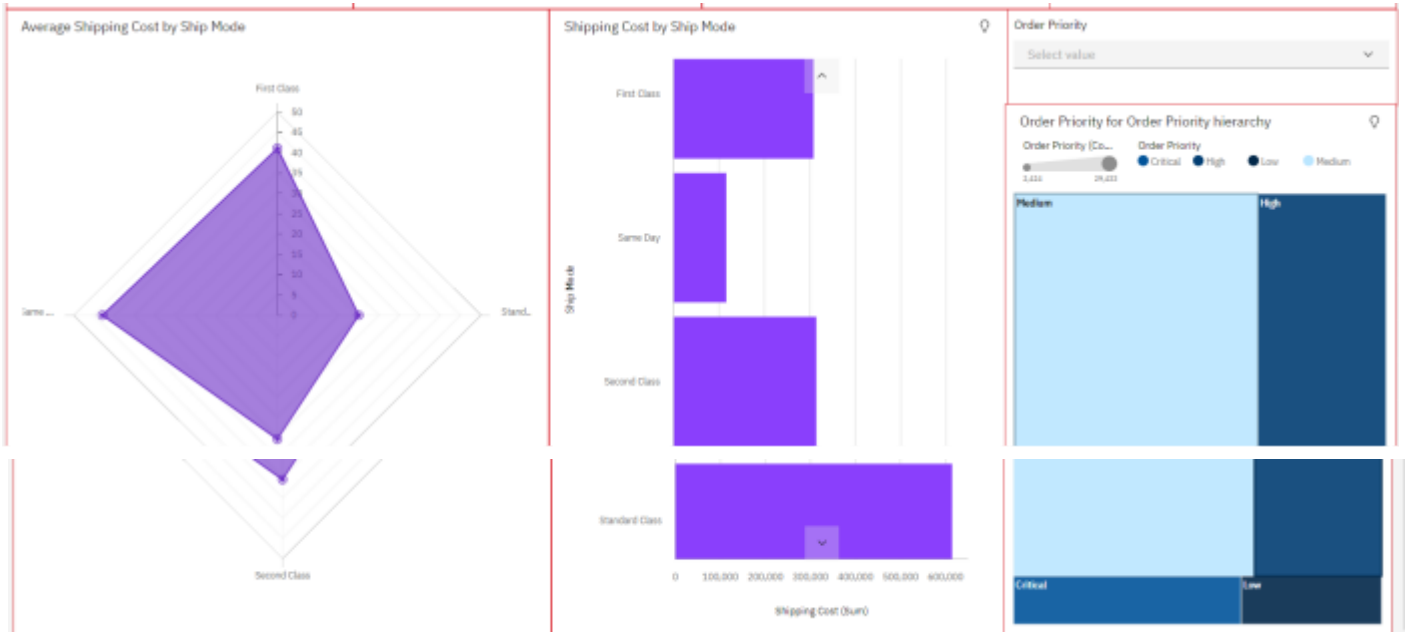 Average Shipping Cost by Ship Mode
First Class
50
45
40
35
30
25
20
15
10
5
0
Stand...
Second Class
Shipping Cost by Ship Mode
Ship Mode
First Class
Same Day
Second Class
Standard Class
0 100,000 200,000 300,000 400,000 500,000 600,000
Shipping Cost (Sum)
Order Priority
Select value
Order Priority for Order Priority hierarchy
Order Priority (Co...
Order Priority
Critical High Low Medium
Medium
High
Critical
Low